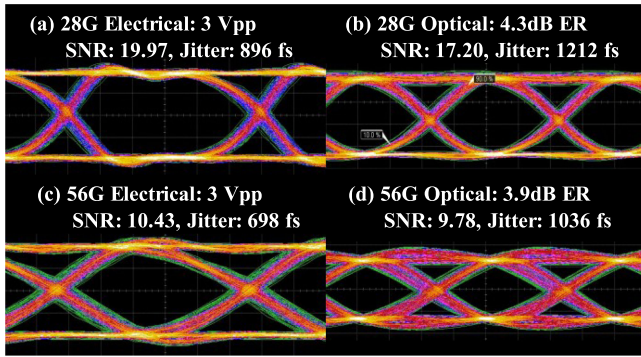 (a) 28G Electrical: 3 Vpp
SNR: 19.97, Jitter: 896 fs
(b) 28G Optical: 4.3dB ER
SNR: 17.20, Jitter: 1212 fs
90.0 %
10.0 %
(c) 56G Electrical: 3 Vpp
SNR: 10.43, Jitter: 698 fs
(d) 56G Optical: 3.9dB ER
SNR: 9.78, Jitter: 1036 fs